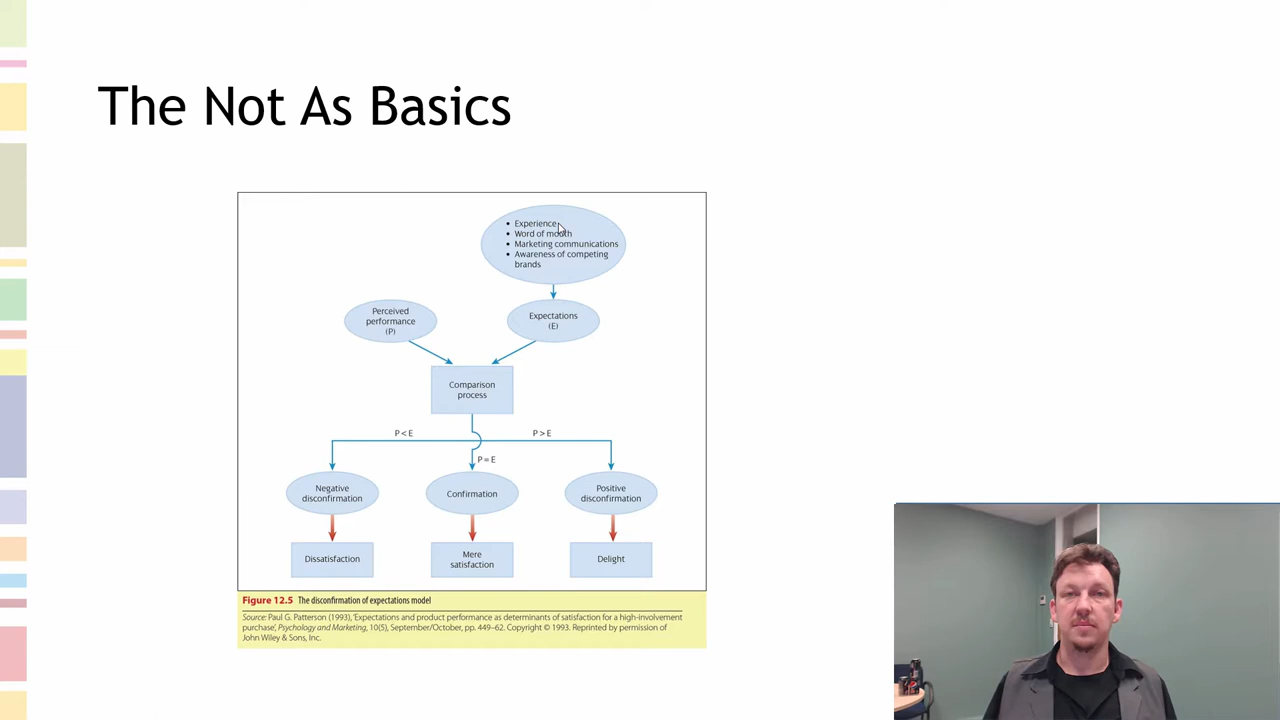 The Not As Basics
• Experience
• Word of mouth
• Marketing communications
• Awareness of competing
brands
Perceived
performance
(P)
Expectations
(E)
Comparison
process
P < E
P > E
P = E
Negative
disconfirmation
Confirmation
Positive
disconfirmation
Dissatisfaction
Mere
satisfaction
Delight
Figure 12.5 The disconfirmation of expectations model
Source: Paul G. Patterson (1993), 'Expectations and product performance as determinants of satisfaction for a high-involvement
purchase', Psychology and Marketing, 10(5), September/October, pp. 449–62. Copyright © 1993. Reprinted by permission of
John Wiley & Sons, Inc.